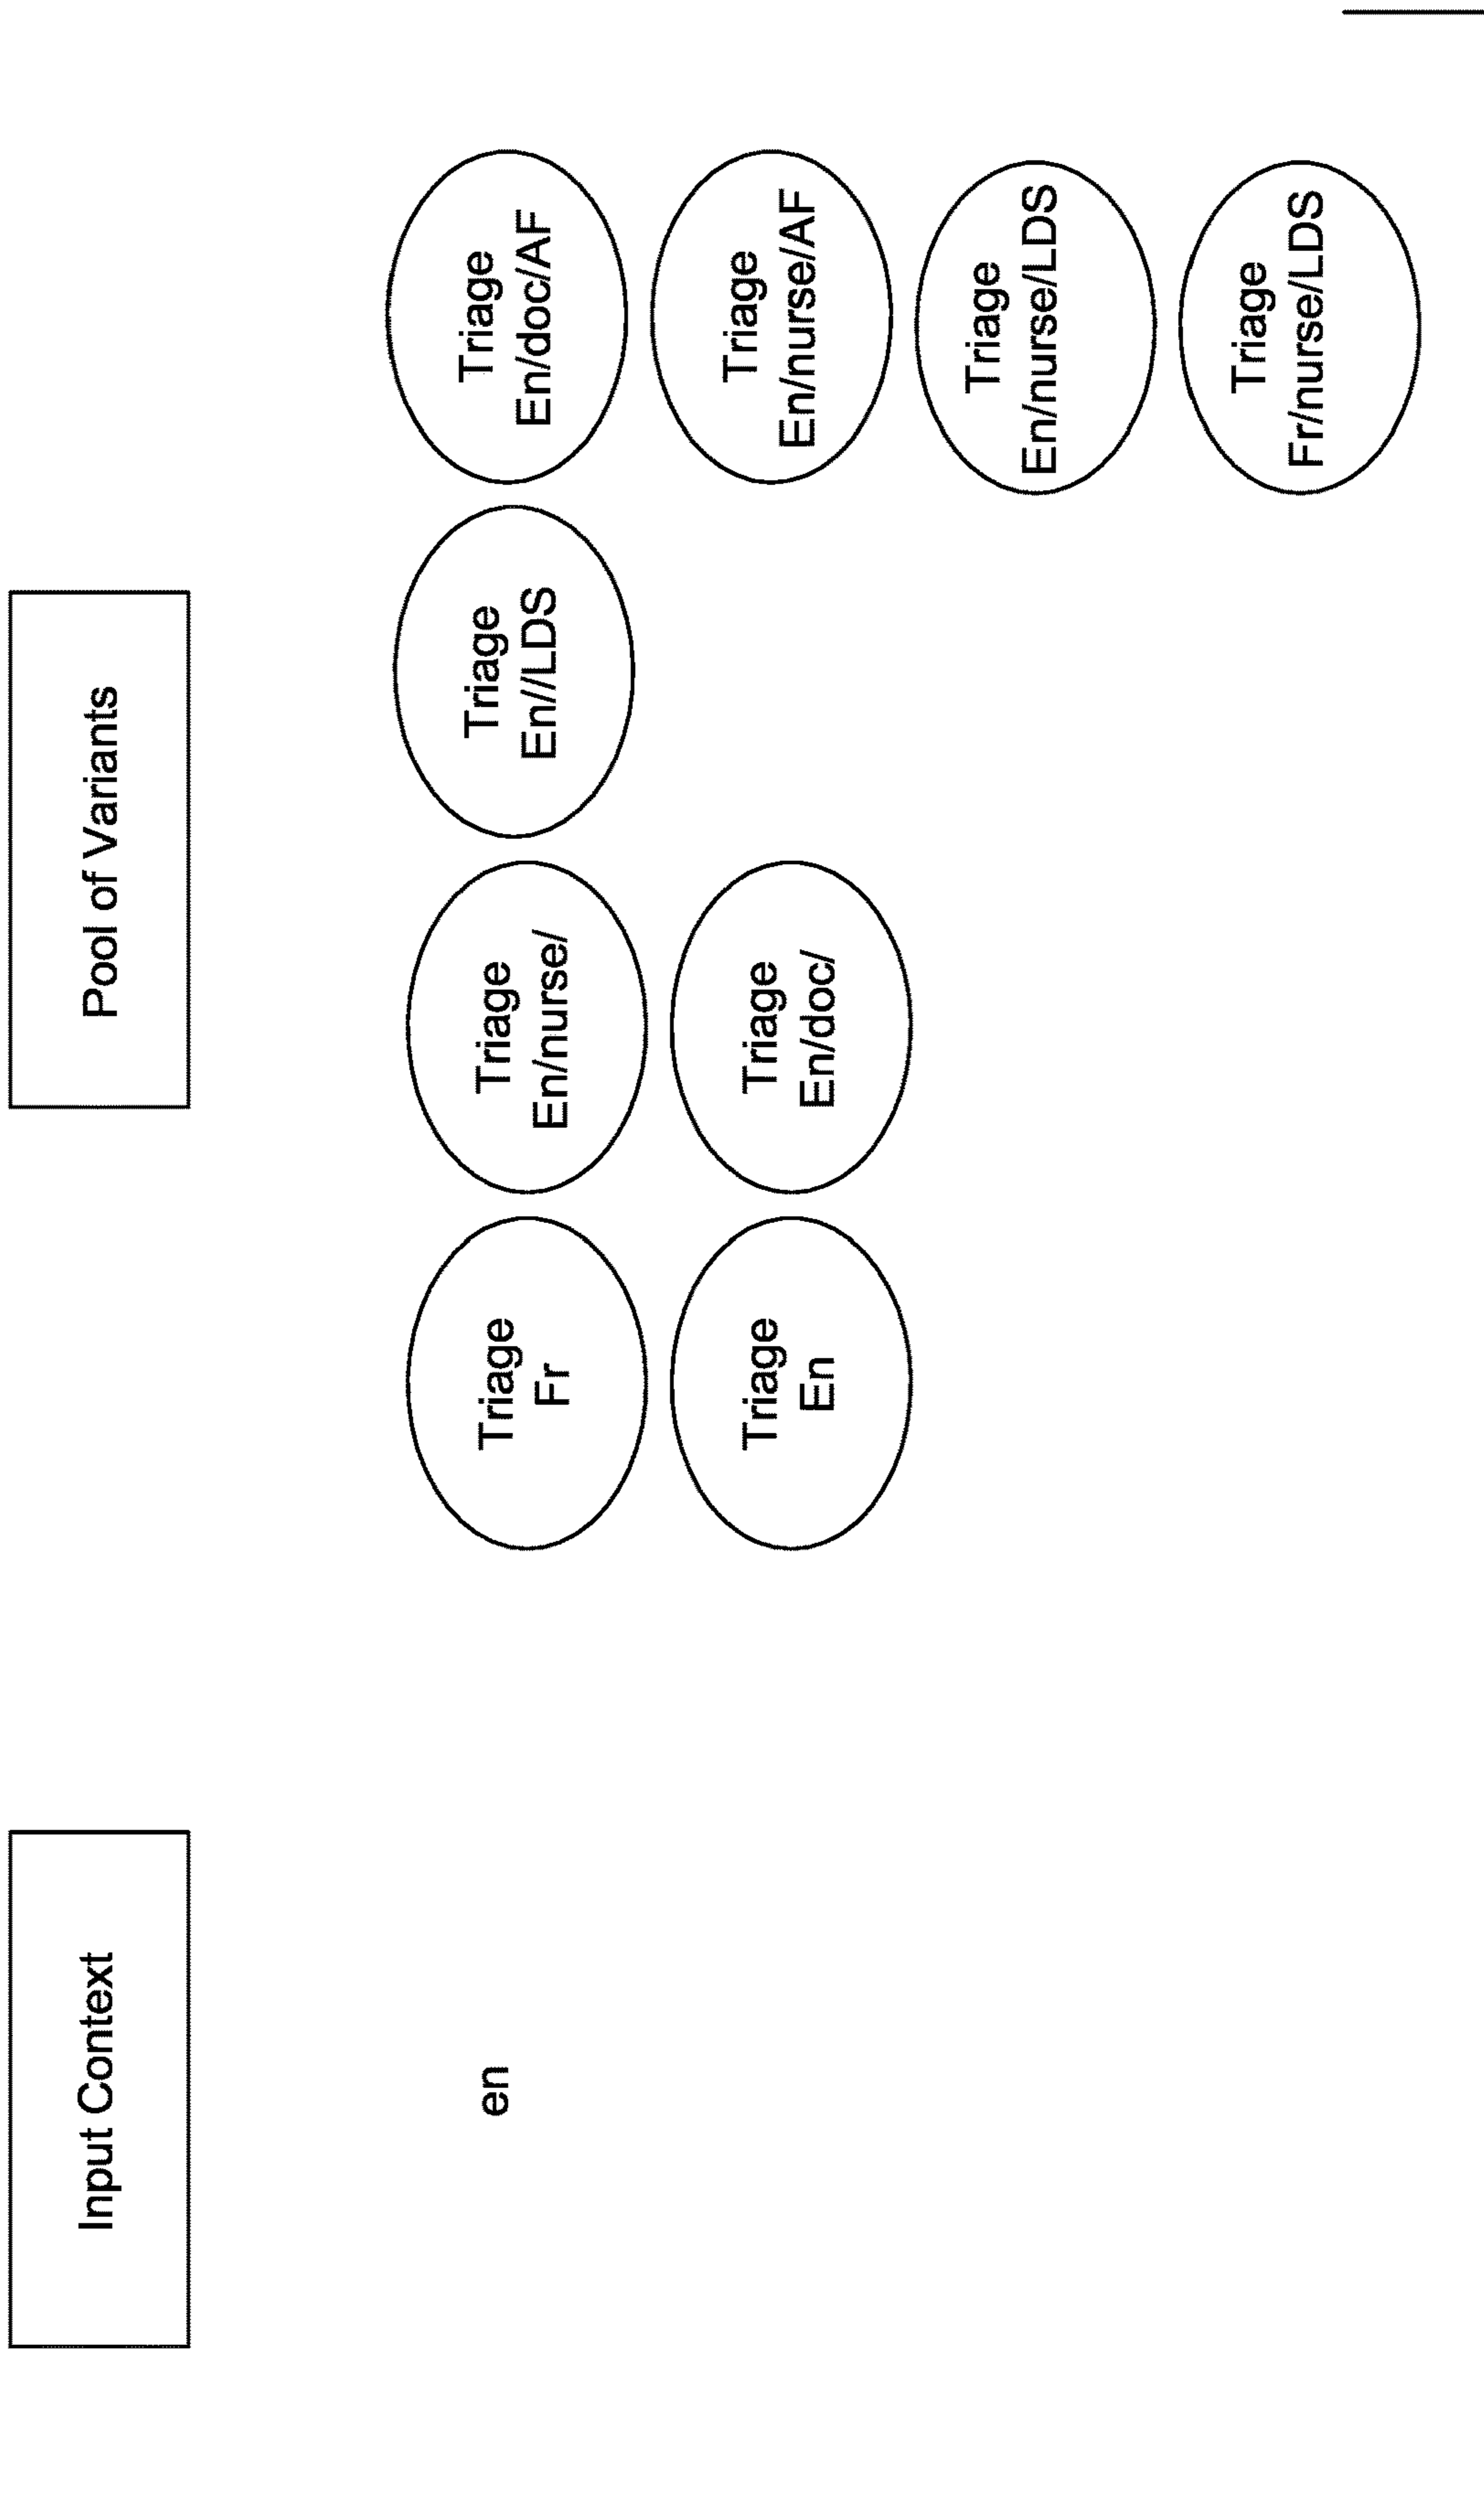 Input Context
Pool of Variants
en
Triage
Fr
Triage
En/nurse/
Triage
En//LDS
Triage
En/doc/AF
Triage
En
Triage
En/doc/
Triage
En/nurse/AF
Triage
En/nurse/LDS
Triage
Fr/nurse/LDS